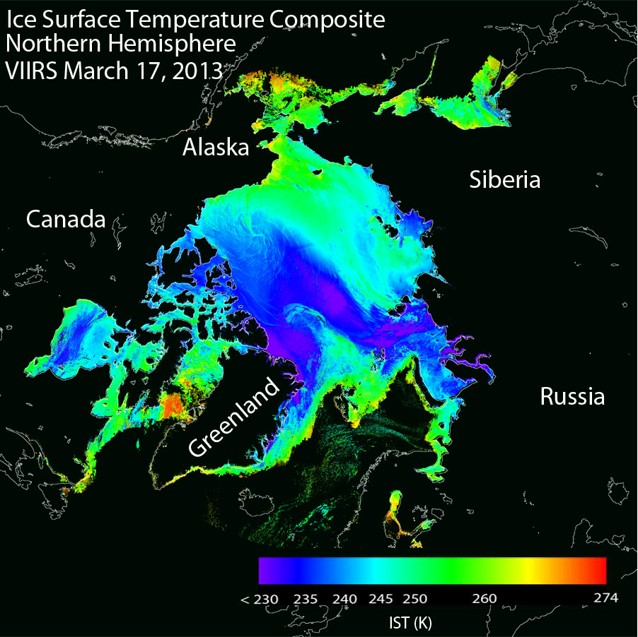 Ice Surface Temperature Composite
Northern Hemisphere
VIIRS March 17, 2013
Alaska
Siberia
Canada
Russia
Greenland
< 230 235 240 245 250 260 274
IST (K)